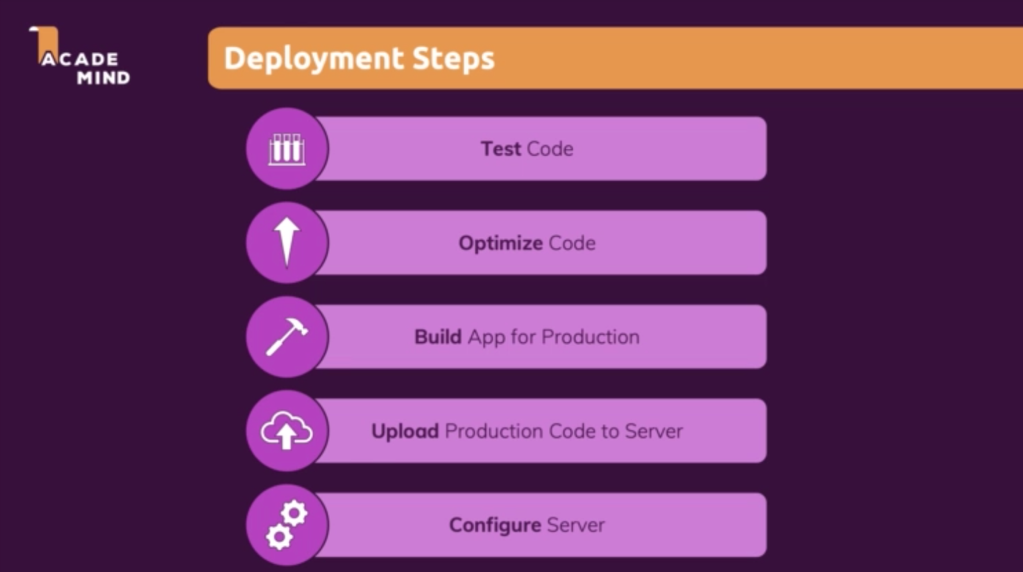 ACADE
MIND
Deployment Steps
Test Code
Optimize Code
Build App for Production
Upload Production Code to Server
Configure Server